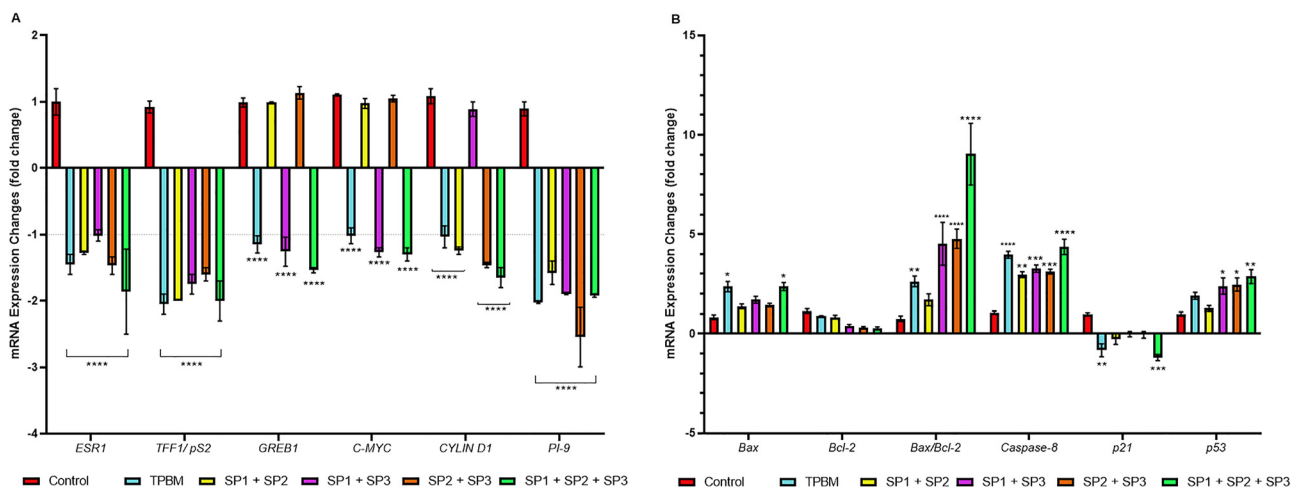 A
mRNA Expression Changes (fold change)
2
1
0
-1
-2
-3
-4
****
****
****
****
****
****
****
****
****
****
****
ESR1
TFF1/ pS2
GREB1
C-MYC
CYLIN D1
PI-9
Control
TPBM
SP1 + SP2
SP1 + SP3
SP2 + SP3
SP1 + SP2 + SP3
B
mRNA Expression Changes (fold change)
15
10
5
0
-5
*
*
**
****
****
****
****
**
***
***
****
**
***
*
*
**
Bax
Bcl-2
Bax/Bcl-2
Caspase-8
p21
p53
Control
TPBM
SP1 + SP2
SP1 + SP3
SP2 + SP3
SP1 + SP2 + SP3